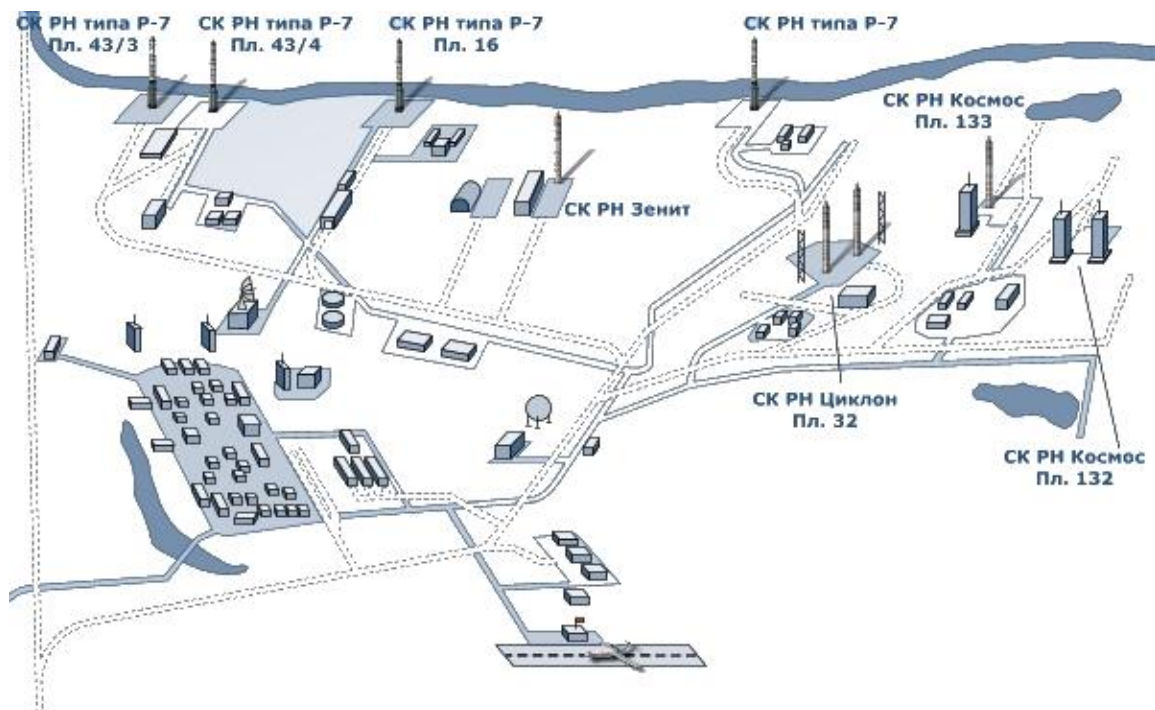 СК РН типа Р-7
Пл. 43/3
СК РН типа Р-7
Пл. 43/4
СК РН типа Р-7
Пл. 16
СК РН типа Р-7
СК РН Космос
Пл. 133
СК РН Зенит
СК РН Циклон
Пл. 32
СК РН Космос
Пл. 132